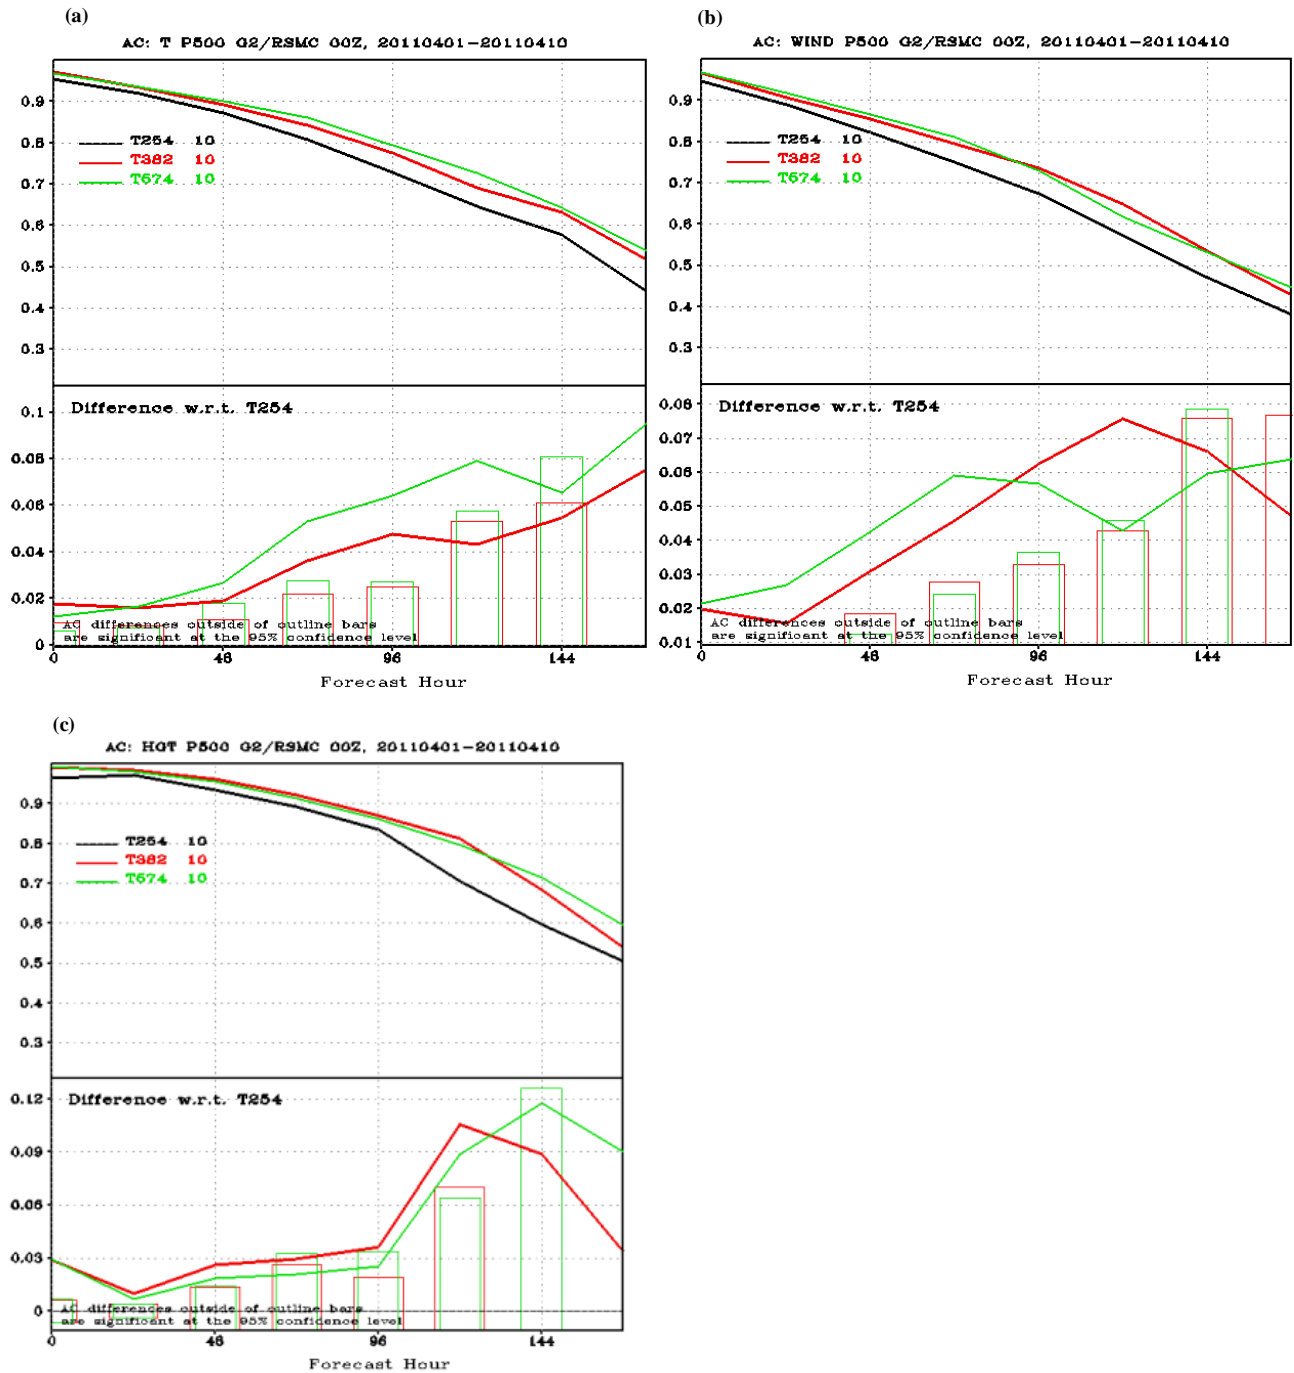 (a)
AC: T P500 G2/RSMC 00Z, 20110401-20110410
0.9
0.8
0.7
0.6
0.5
0.4
0.3
T254 10
T382 10
T674 10
Difference w.r.t. T254
0.1
0.08
0.06
0.04
0.02
0
AC differences outside of outline bars
are significant at the 95% confidence level
0 48 96 144
Forecast Hour
(b)
AC: WIND P500 G2/RSMC 00Z, 20110401-20110410
0.9
0.8
0.7
0.6
0.5
0.4
0.3
T254 10
T382 10
T674 10
Difference w.r.t. T254
0.08
0.07
0.06
0.05
0.04
0.03
0.02
0.01
AC differences outside of outline bars
are significant at the 95% confidence level
0 48 96 144
Forecast Hour
(c)
AC: HGT P500 G2/RSMC 00Z, 20110401-20110410
0.9
0.8
0.7
0.6
0.5
0.4
0.3
T254 10
T382 10
T674 10
Difference w.r.t. T254
0.12
0.09
0.06
0.03
0
AC differences outside of outline bars
are significant at the 95% confidence level
0 48 96 144
Forecast Hour